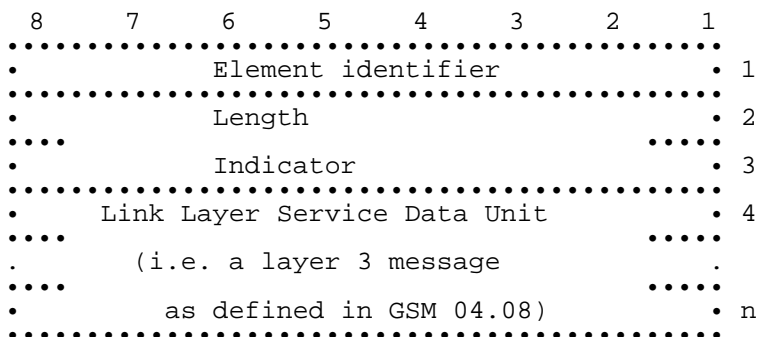 8 7 6 5 4 3 2 1
Element identifier 1
Length 2
Indicator 3
Link Layer Service Data Unit 4
(i.e. a layer 3 message
as defined in GSM 04.08) n